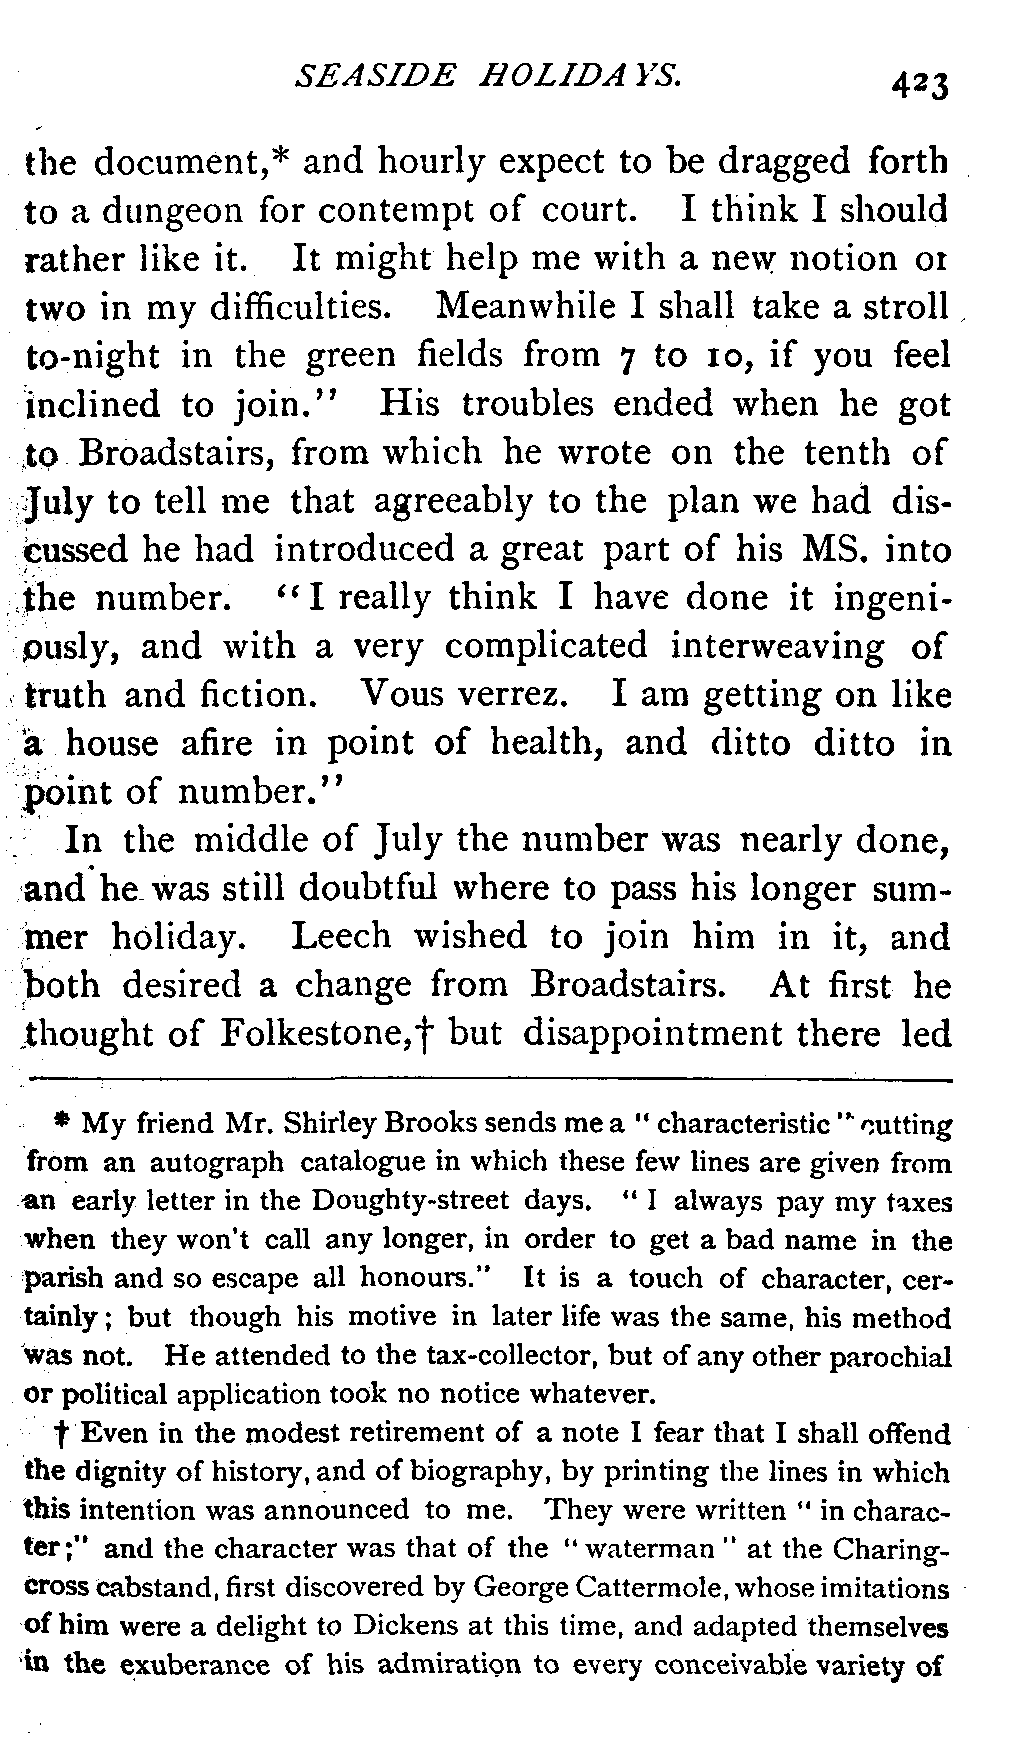 SEASIDE HOLIDAYS. 423
the document,* and hourly expect to be dragged forth
to a dungeon for contempt of court. I think I should
rather like it. It might help me with a new notion or
two in my difficulties. Meanwhile I shall take a stroll
to-night in the green fields from 7 to 10, if you feel
inclined to join." His troubles ended when he got
to Broadstairs, from which he wrote on the tenth of
July to tell me that agreeably to the plan we had dis-
cussed he had introduced a great part of his MS. into
the number. "I really think I have done it ingeni-
ously, and with a very complicated interweaving of
truth and fiction. Vous verrez. I am getting on like
a house afire in point of health, and ditto ditto in
point of number."
In the middle of July the number was nearly done,
and he was still doubtful where to pass his longer sum-
mer holiday. Leech wished to join him in it, and
both desired a change from Broadstairs. At first he
thought of Folkestone,† but disappointment there led
* My friend Mr. Shirley Brooks sends me a "characteristic" cutting
from an autograph catalogue in which these few lines are given from
an early letter in the Doughty-street days. "I always pay my taxes
when they won't call any longer, in order to get a bad name in the
parish and so escape all honours." It is a touch of character, cer-
tainly; but though his motive in later life was the same, his method
was not. He attended to the tax-collector, but of any other parochial
or political application took no notice whatever.
† Even in the modest retirement of a note I fear that I shall offend
the dignity of history, and of biography, by printing the lines in which
this intention was announced to me. They were written "in charac-
ter;" and the character was that of the "waterman" at the Charing-
cross cabstand, first discovered by George Cattermole, whose imitations
of him were a delight to Dickens at this time, and adapted themselves
in the exuberance of his admiration to every conceivable variety of